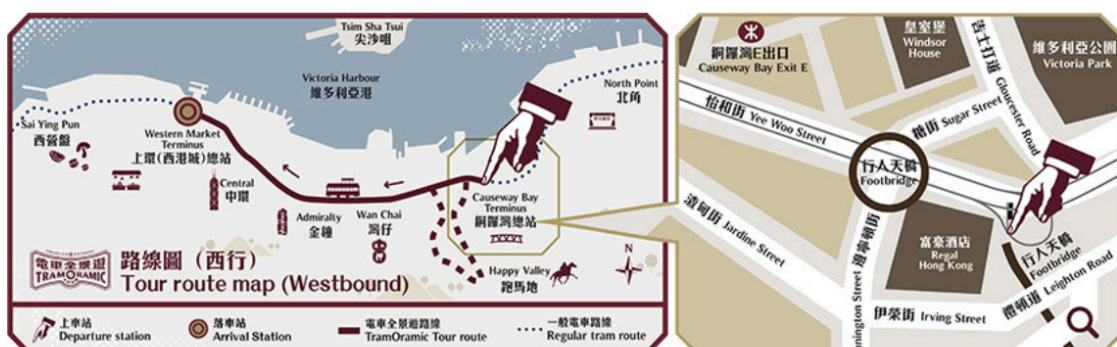 Tsim Sha Tsui
尖沙咀
Victoria Harbour
維多利亞港
North Point
北角
Sai Ying Pun
西營盤
Western Market
Terminus
上環(西港城)總站
Central
中環
Admiralty
金鐘
Wan Chai
灣仔
Causeway Bay
Terminus
銅鑼灣總站
Happy Valley
跑馬地
N
電車全景遊
TRAMORAMIC
路線圖 (西行)
Tour route map (Westbound)
上車站
Departure station
落車站
Arrival Station
電車全景遊路線
TramOramic Tour route
一般電車路線
Regular tram route
銅鑼灣E出口
Causeway Bay Exit E
皇室堡
Windsor
House
告士打道 Gloucester Road
維多利亞公園
Victoria Park
怡和街 Yee Woo Street
糖街 Sugar Street
行人天橋
Footbridge
渣甸街 Jardine Street
邊寧頓街
nnington Street
富豪酒店
Regal
Hong Kong
行人天橋
Footbridge
禮頓道 Leighton Road
伊榮街 Irving Street